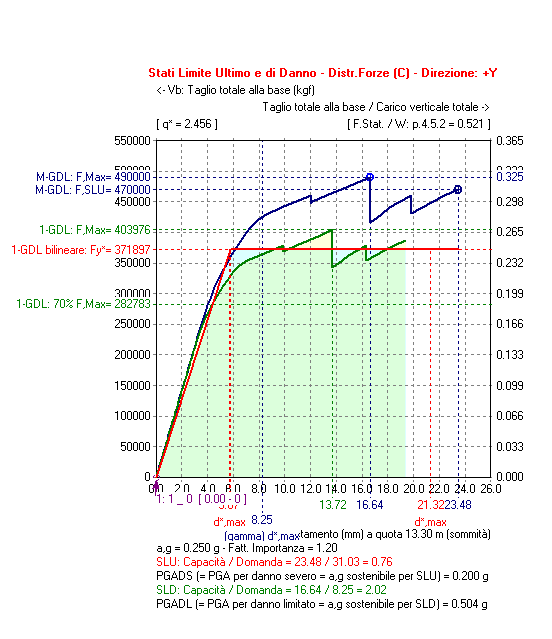 Stati Limite Ultimo e di Danno - Distr.Forze (C) - Direzione: +Y
<- Vb: Taglio totale alla base (kgf)
Taglio totale alla base / Carico verticale totale ->
[ q* = 2.456 ] [ F.Stat. / W: p.4.5.2 = 0.521 ]
550000 0.365
M-GDL: F,Max= 490000 0.325
M-GDL: F,SLU= 470000
450000 0.298
1-GDL: F,Max= 403976 0.265
1-GDL bilineare: Fy*= 371897
350000 0.232
300000 0.199
1-GDL: 70% F,Max= 282783
250000 0.166
200000 0.133
150000 0.099
100000 0.066
50000 0.033
0 0.000
2.0 4.0 6.0 8.0 10.0 12.0 14.0 16.0 18.0 20.0 22.0 24.0 26.0
1: 1 _ 0 [ 0.00 - 0 ]
13.72 16.64 21.32 23.48
d*,max 8.25 d*,max
(gamma) d*,max
tamento (mm) a quota 13.30 m (sommità)
a,g = 0.250 g - Fatt. Importanza = 1.20
SLU: Capacità / Domanda = 23.48 / 31.03 = 0.76
PGADS (= PGA per danno severo = a,g sostenibile per SLU) = 0.200 g
SLD: Capacità / Domanda = 16.64 / 8.25 = 2.02
PGADL (= PGA per danno limitato = a,g sostenibile per SLD) = 0.504 g